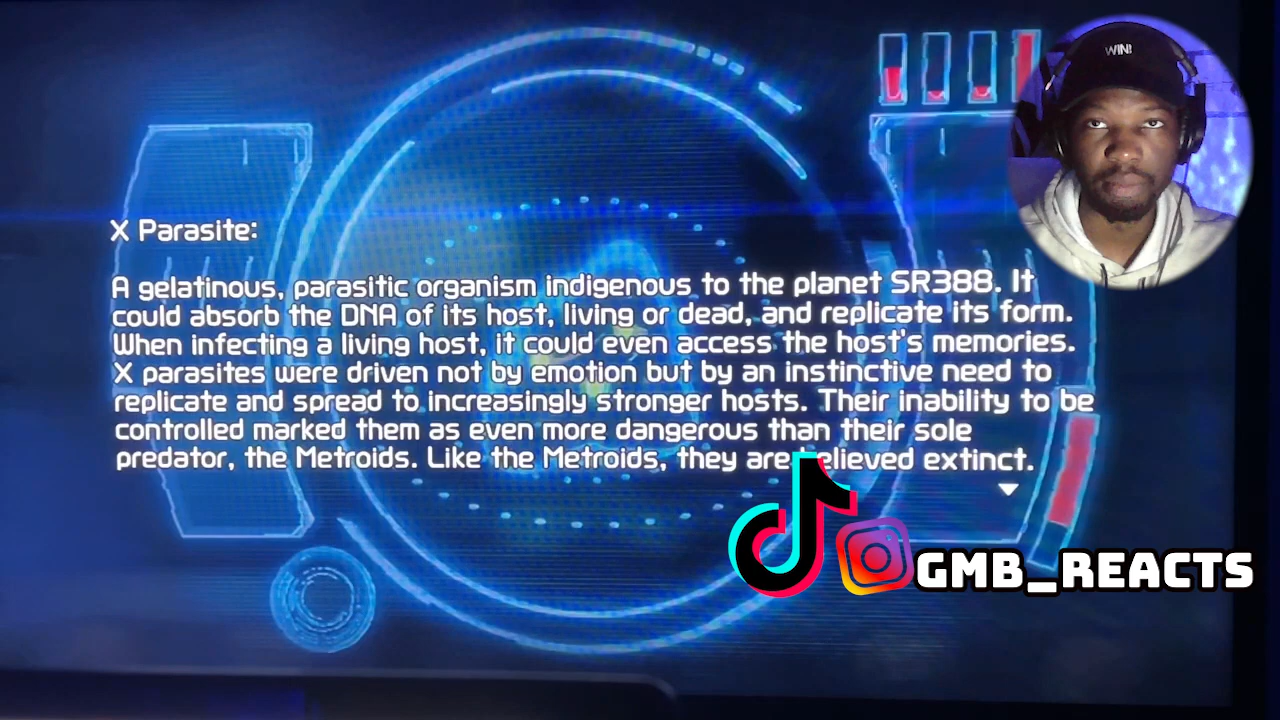 WIN!
X Parasite:
A gelatinous, parasitic organism indigenous to the planet SR388. It
could absorb the DNA of its host, living or dead, and replicate its form.
When infecting a living host, it could even access the host's memories.
X parasites were driven not by emotion but by an instinctive need to
replicate and spread to increasingly stronger hosts. Their inability to be
controlled marked them as even more dangerous than their sole
predator, the Metroids. Like the Metroids, they are believed extinct.
GMB_REACTS